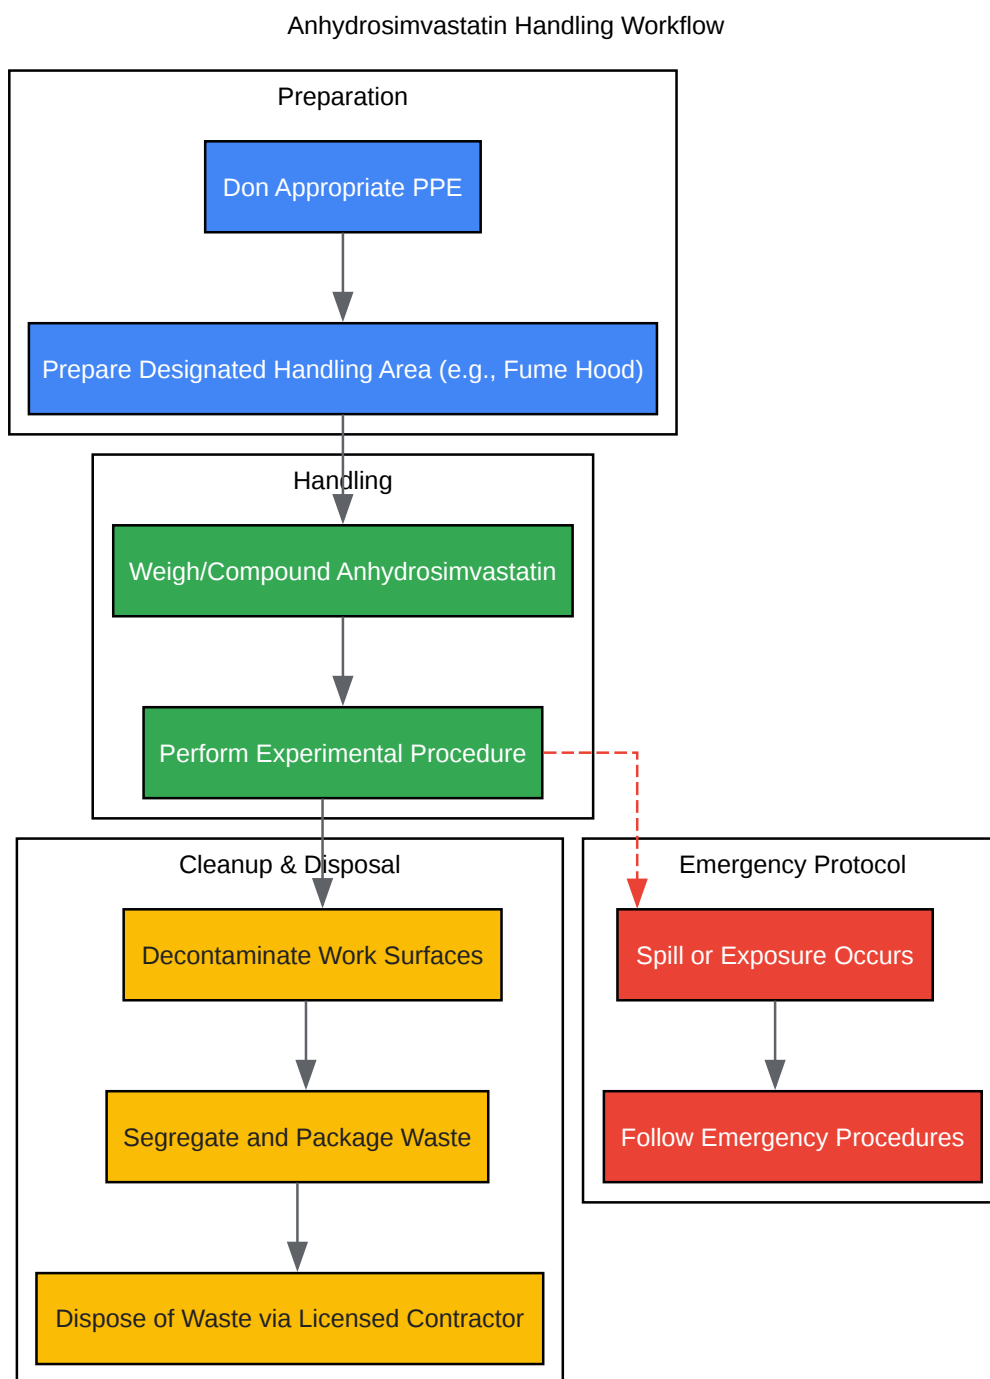 Anhydrosimvastatin Handling Workflow
Preparation
Don Appropriate PPE
Prepare Designated Handling Area (e.g., Fume Hood)
Handling
Weigh/Compound Anhydrosimvastatin
Perform Experimental Procedure
Cleanup & Disposal
Decontaminate Work Surfaces
Segregate and Package Waste
Dispose of Waste via Licensed Contractor
Emergency Protocol
Spill or Exposure Occurs
Follow Emergency Procedures